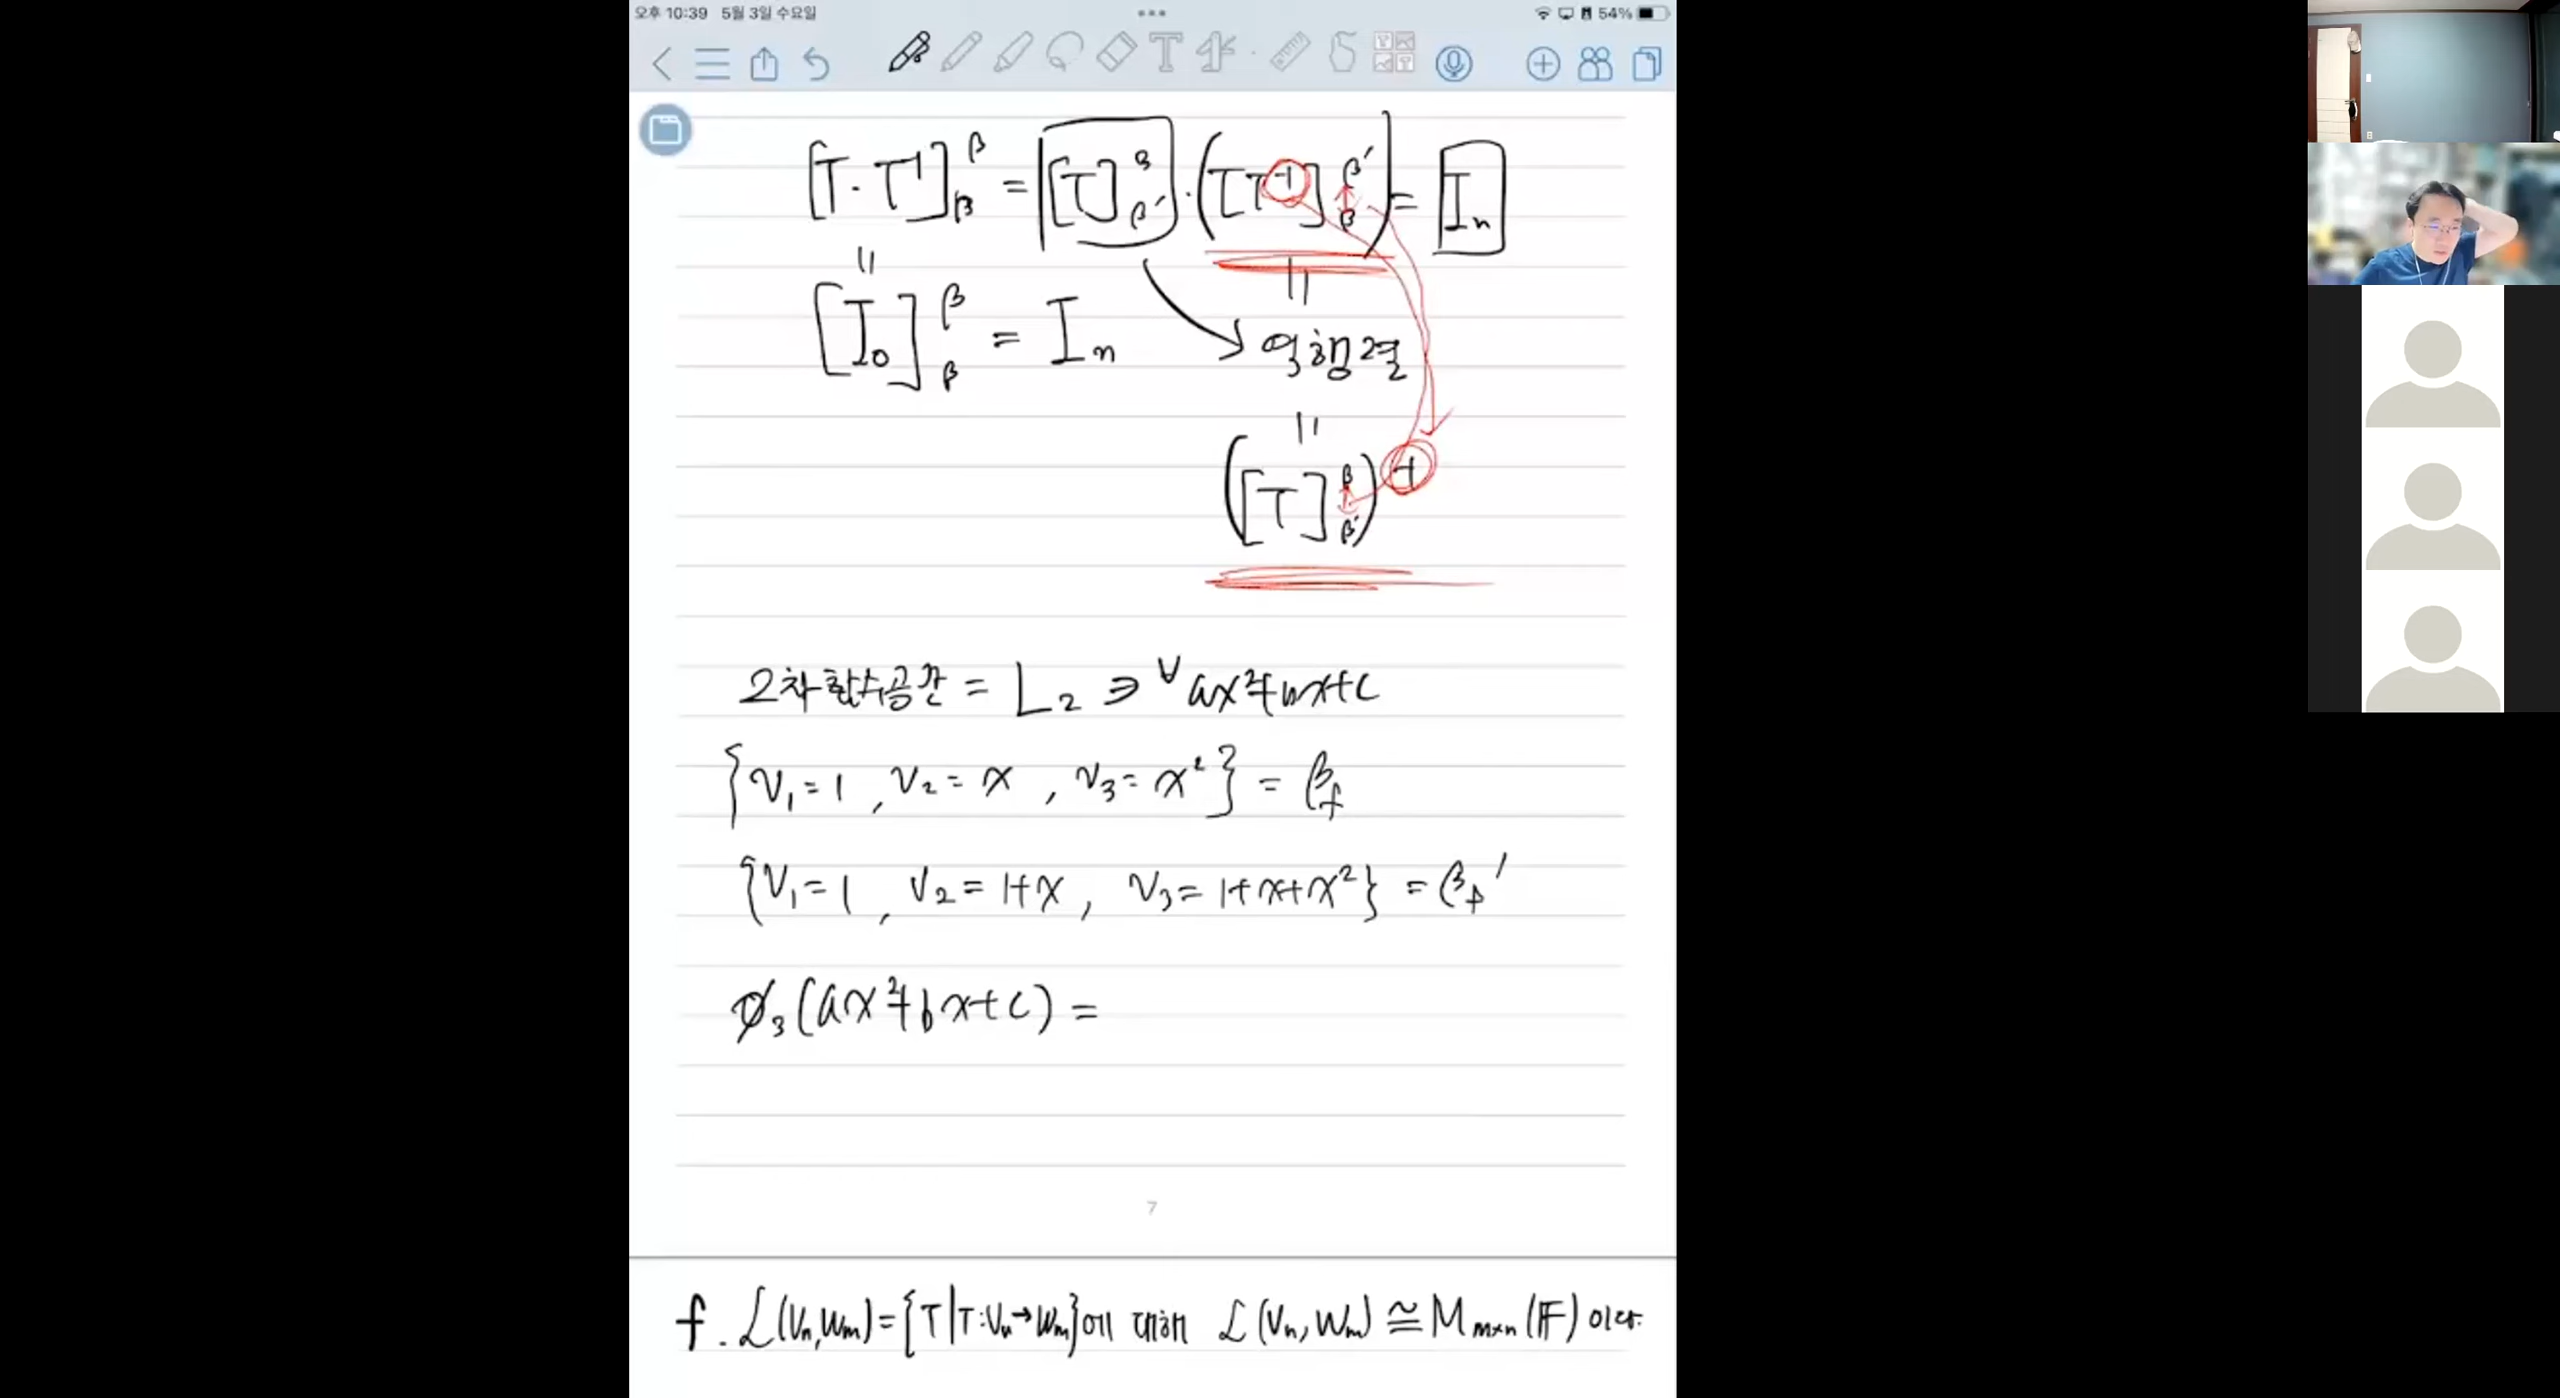 오후 10:39 5월 3일 수요일
54%
[T · T⁻¹]_β^β = [T]_β'^β · ([T⁻¹]_β^β') = I_n
||
||
[I_0]_β^β = I_n
역행렬
||
([T]_β'^β)⁻¹
2차함수공간 = L_2 ∋ ∀ ax²+bx+c
{v_1=1, v_2=x, v_3=x²} = β_f
{v_1=1, v_2=1+x, v_3=1+x+x²} = β_f'
Ø_3(ax²+bx+c) =
7
f. ℒ(V_n,W_m)={T|T:V_n→W_m}에 대해 ℒ(V_n,W_m)≅M_m×n(𝔽)이다.